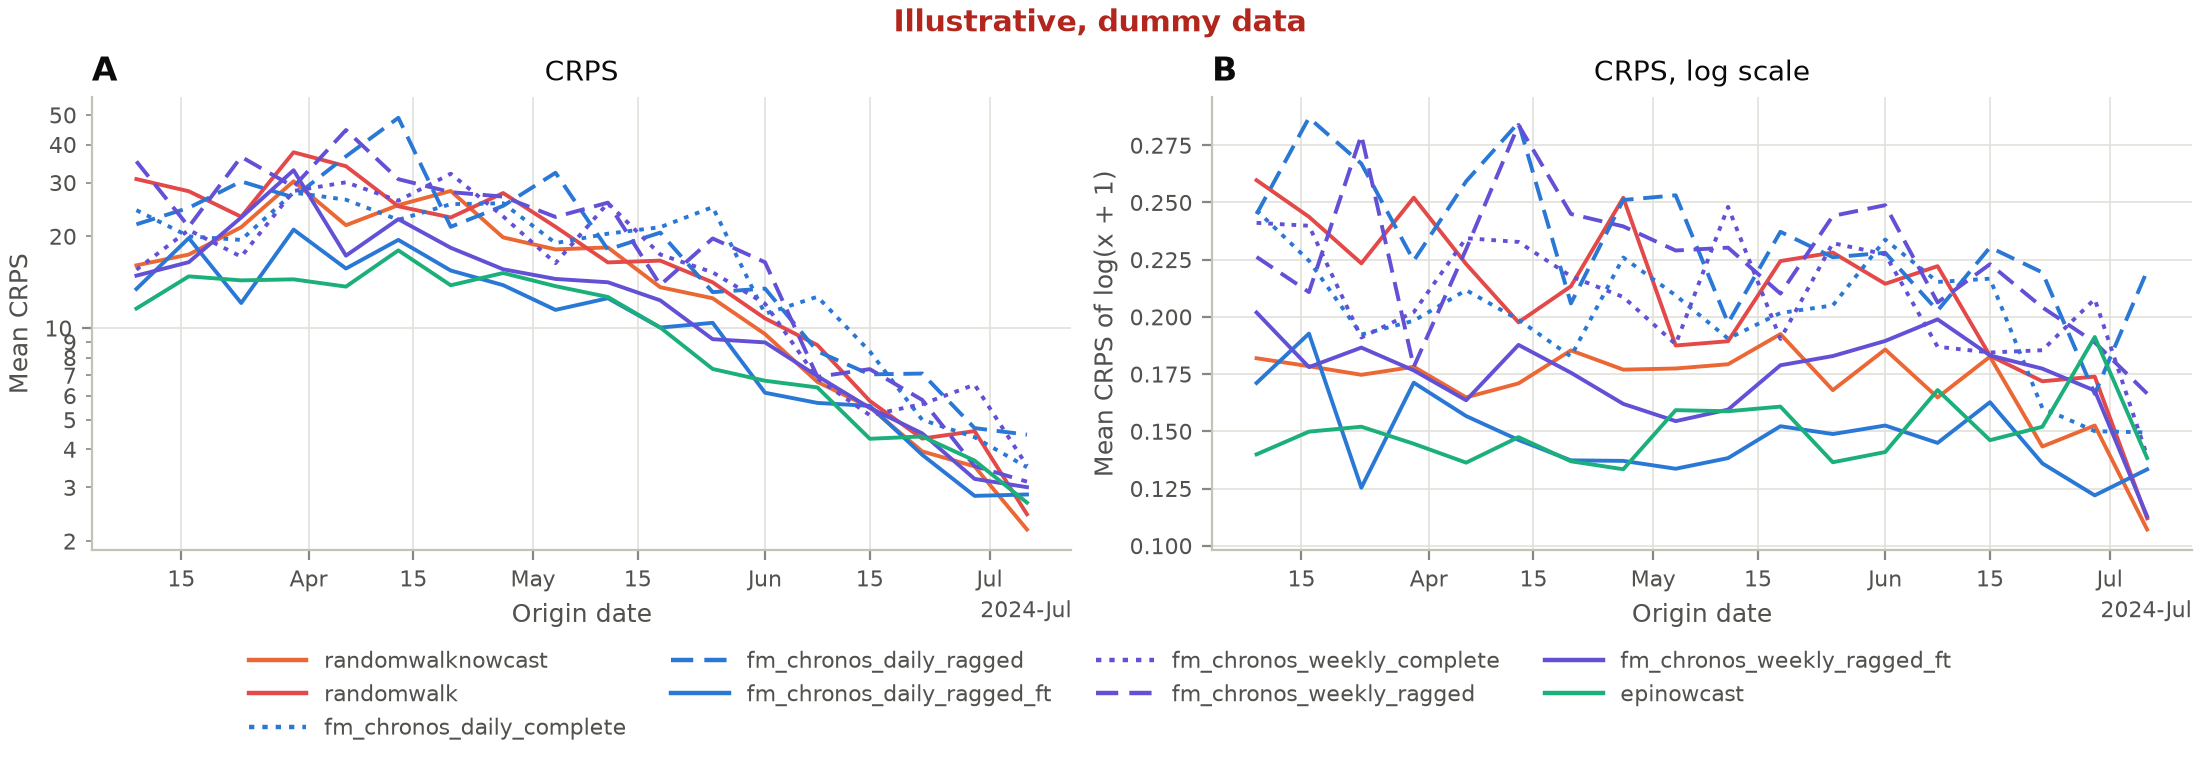 Illustrative, dummy data
A
CRPS
Mean CRPS
50
40
30
20
10
9
8
7
6
5
4
3
2
15
Apr
15
May
15
Jun
15
Jul
Origin date
2024-Jul
B
CRPS, log scale
Mean CRPS of log(x + 1)
0.275
0.250
0.225
0.200
0.175
0.150
0.125
0.100
15
Apr
15
May
15
Jun
15
Jul
Origin date
2024-Jul
randomwalknowcast
randomwalk
fm_chronos_daily_complete
fm_chronos_daily_ragged
fm_chronos_daily_ragged_ft
fm_chronos_weekly_complete
fm_chronos_weekly_ragged
fm_chronos_weekly_ragged_ft
epinowcast